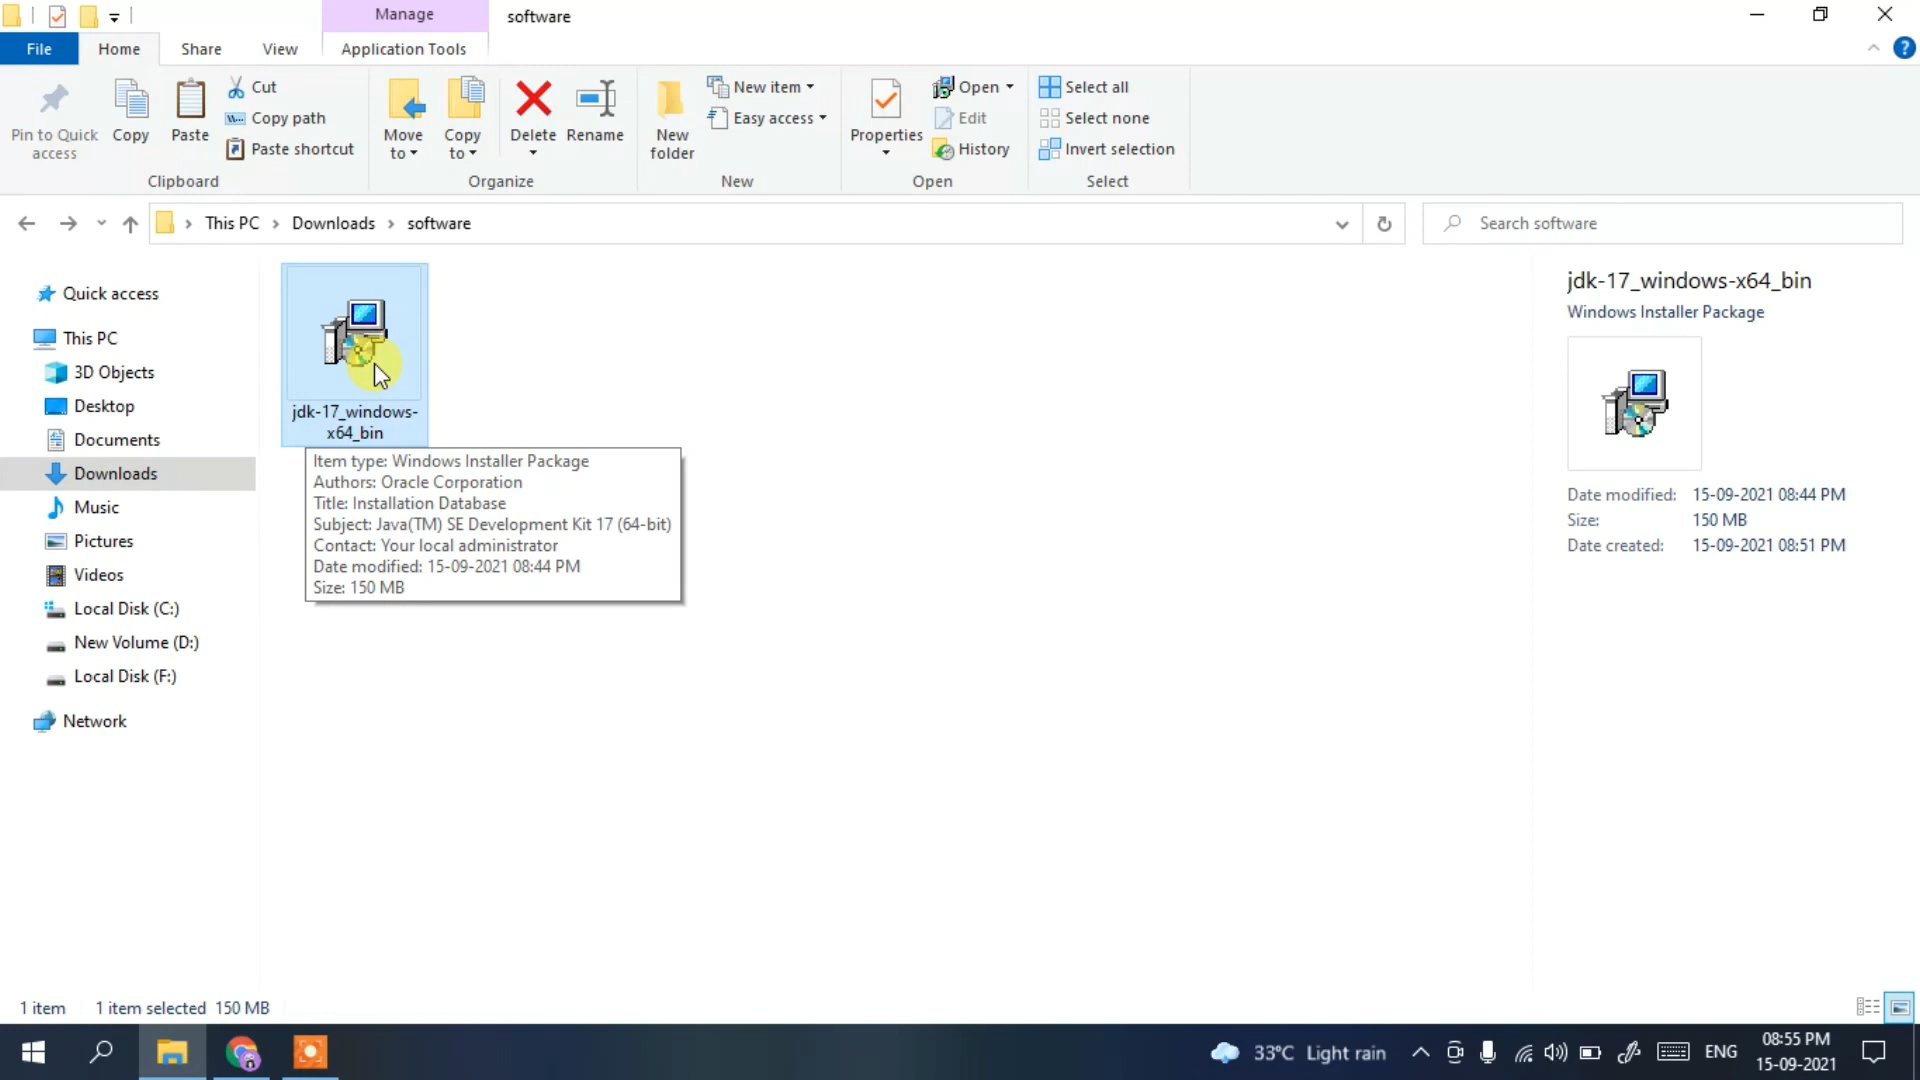 Manage
software
File
Home
Share
View
Application Tools
Pin to Quick
access
Copy
Paste
Cut
Copy path
Paste shortcut
Clipboard
Move
to
Copy
to
Delete
Rename
Organize
New
folder
New item
Easy access
New
Properties
Open
Edit
History
Open
Select all
Select none
Invert selection
Select
This PC
Downloads
software
Search software
Quick access
This PC
3D Objects
Desktop
Documents
Downloads
Music
Pictures
Videos
Local Disk (C:)
New Volume (D:)
Local Disk (F:)
Network
jdk-17_windows-
x64_bin
Item type: Windows Installer Package
Authors: Oracle Corporation
Title: Installation Database
Subject: Java(TM) SE Development Kit 17 (64-bit)
Contact: Your local administrator
Date modified: 15-09-2021 08:44 PM
Size: 150 MB
jdk-17_windows-x64_bin
Windows Installer Package
Date modified: 15-09-2021 08:44 PM
Size: 150 MB
Date created: 15-09-2021 08:51 PM
1 item
1 item selected 150 MB
33°C Light rain
ENG
08:55 PM
15-09-2021